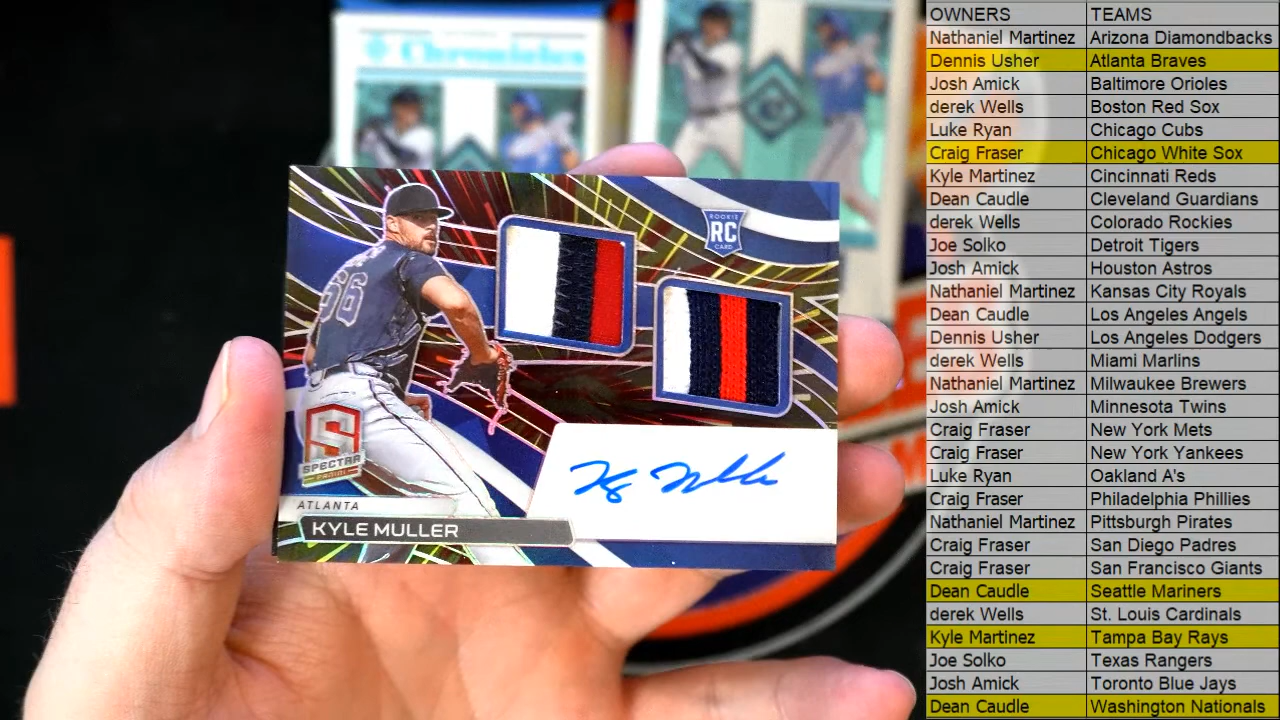 Chronicles
66
ROOKIE
RC
CARD
S
SPECTRA
PANINI
ATLANTA
KYLE MULLER
OWNERS TEAMS
Nathaniel Martinez Arizona Diamondbacks
Dennis Usher Atlanta Braves
Josh Amick Baltimore Orioles
derek Wells Boston Red Sox
Luke Ryan Chicago Cubs
Craig Fraser Chicago White Sox
Kyle Martinez Cincinnati Reds
Dean Caudle Cleveland Guardians
derek Wells Colorado Rockies
Joe Solko Detroit Tigers
Josh Amick Houston Astros
Nathaniel Martinez Kansas City Royals
Dean Caudle Los Angeles Angels
Dennis Usher Los Angeles Dodgers
derek Wells Miami Marlins
Nathaniel Martinez Milwaukee Brewers
Josh Amick Minnesota Twins
Craig Fraser New York Mets
Craig Fraser New York Yankees
Luke Ryan Oakland A's
Craig Fraser Philadelphia Phillies
Nathaniel Martinez Pittsburgh Pirates
Craig Fraser San Diego Padres
Craig Fraser San Francisco Giants
Dean Caudle Seattle Mariners
derek Wells St. Louis Cardinals
Kyle Martinez Tampa Bay Rays
Joe Solko Texas Rangers
Josh Amick Toronto Blue Jays
Dean Caudle Washington Nationals